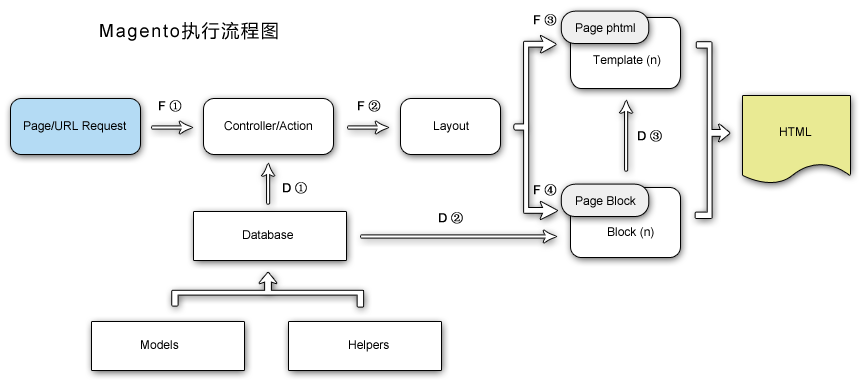 Magento执行流程图
F ③
Page phtml
Template (n)
Page/URL Request
F ①
Controller/Action
F ②
Layout
HTML
D ③
D ①
F ④
Page Block
Block (n)
Database
D ②
Models
Helpers